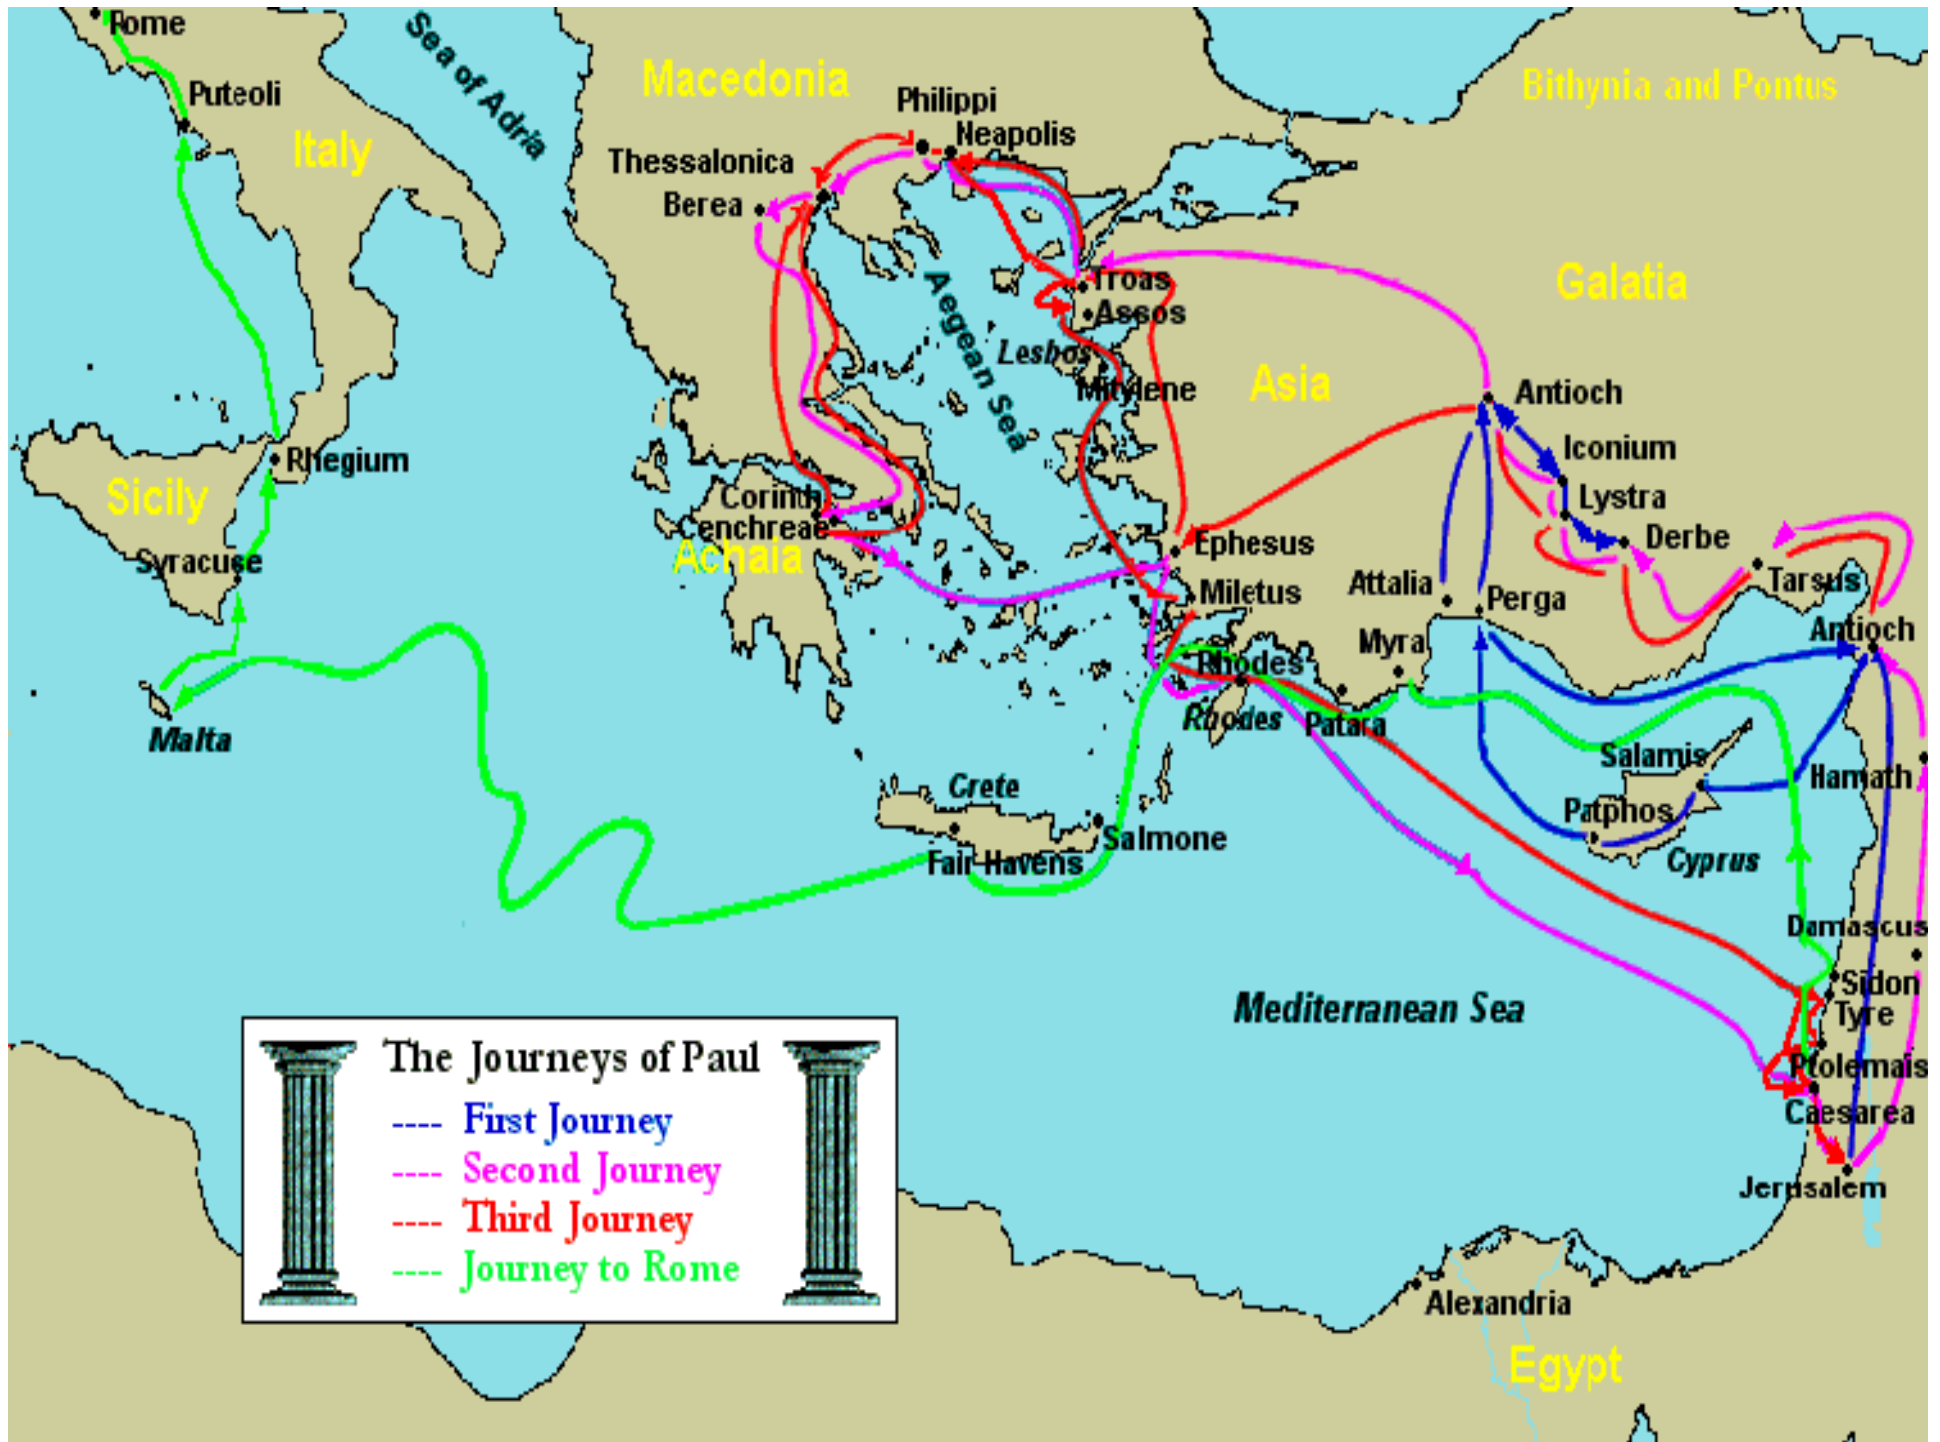 Rome
Puteoli
Italy
Sea of Adria
Macedonia
Philippi
Neapolis
Thessalonica
Berea
Bithynia and Pontus
Galatia
Troas
Assos
Aegean Sea
Lesbos
Mitylene
Asia
Antioch
Iconium
Lystra
Derbe
Rhegium
Sicily
Syracuse
Corinth
Cenchreae
Achaia
Ephesus
Miletus
Attalia
Perga
Tarsus
Antioch
Myra
Rhodes
Rhodes
Patara
Malta
Crete
Salmone
Fair Havens
Salamis
Patphos
Cyprus
Hamath
Damascus
Sidon
Tyre
Ptolemais
Caesarea
Jerusalem
Mediterranean Sea
Alexandria
Egypt
The Journeys of Paul
---- First Journey
---- Second Journey
---- Third Journey
---- Journey to Rome